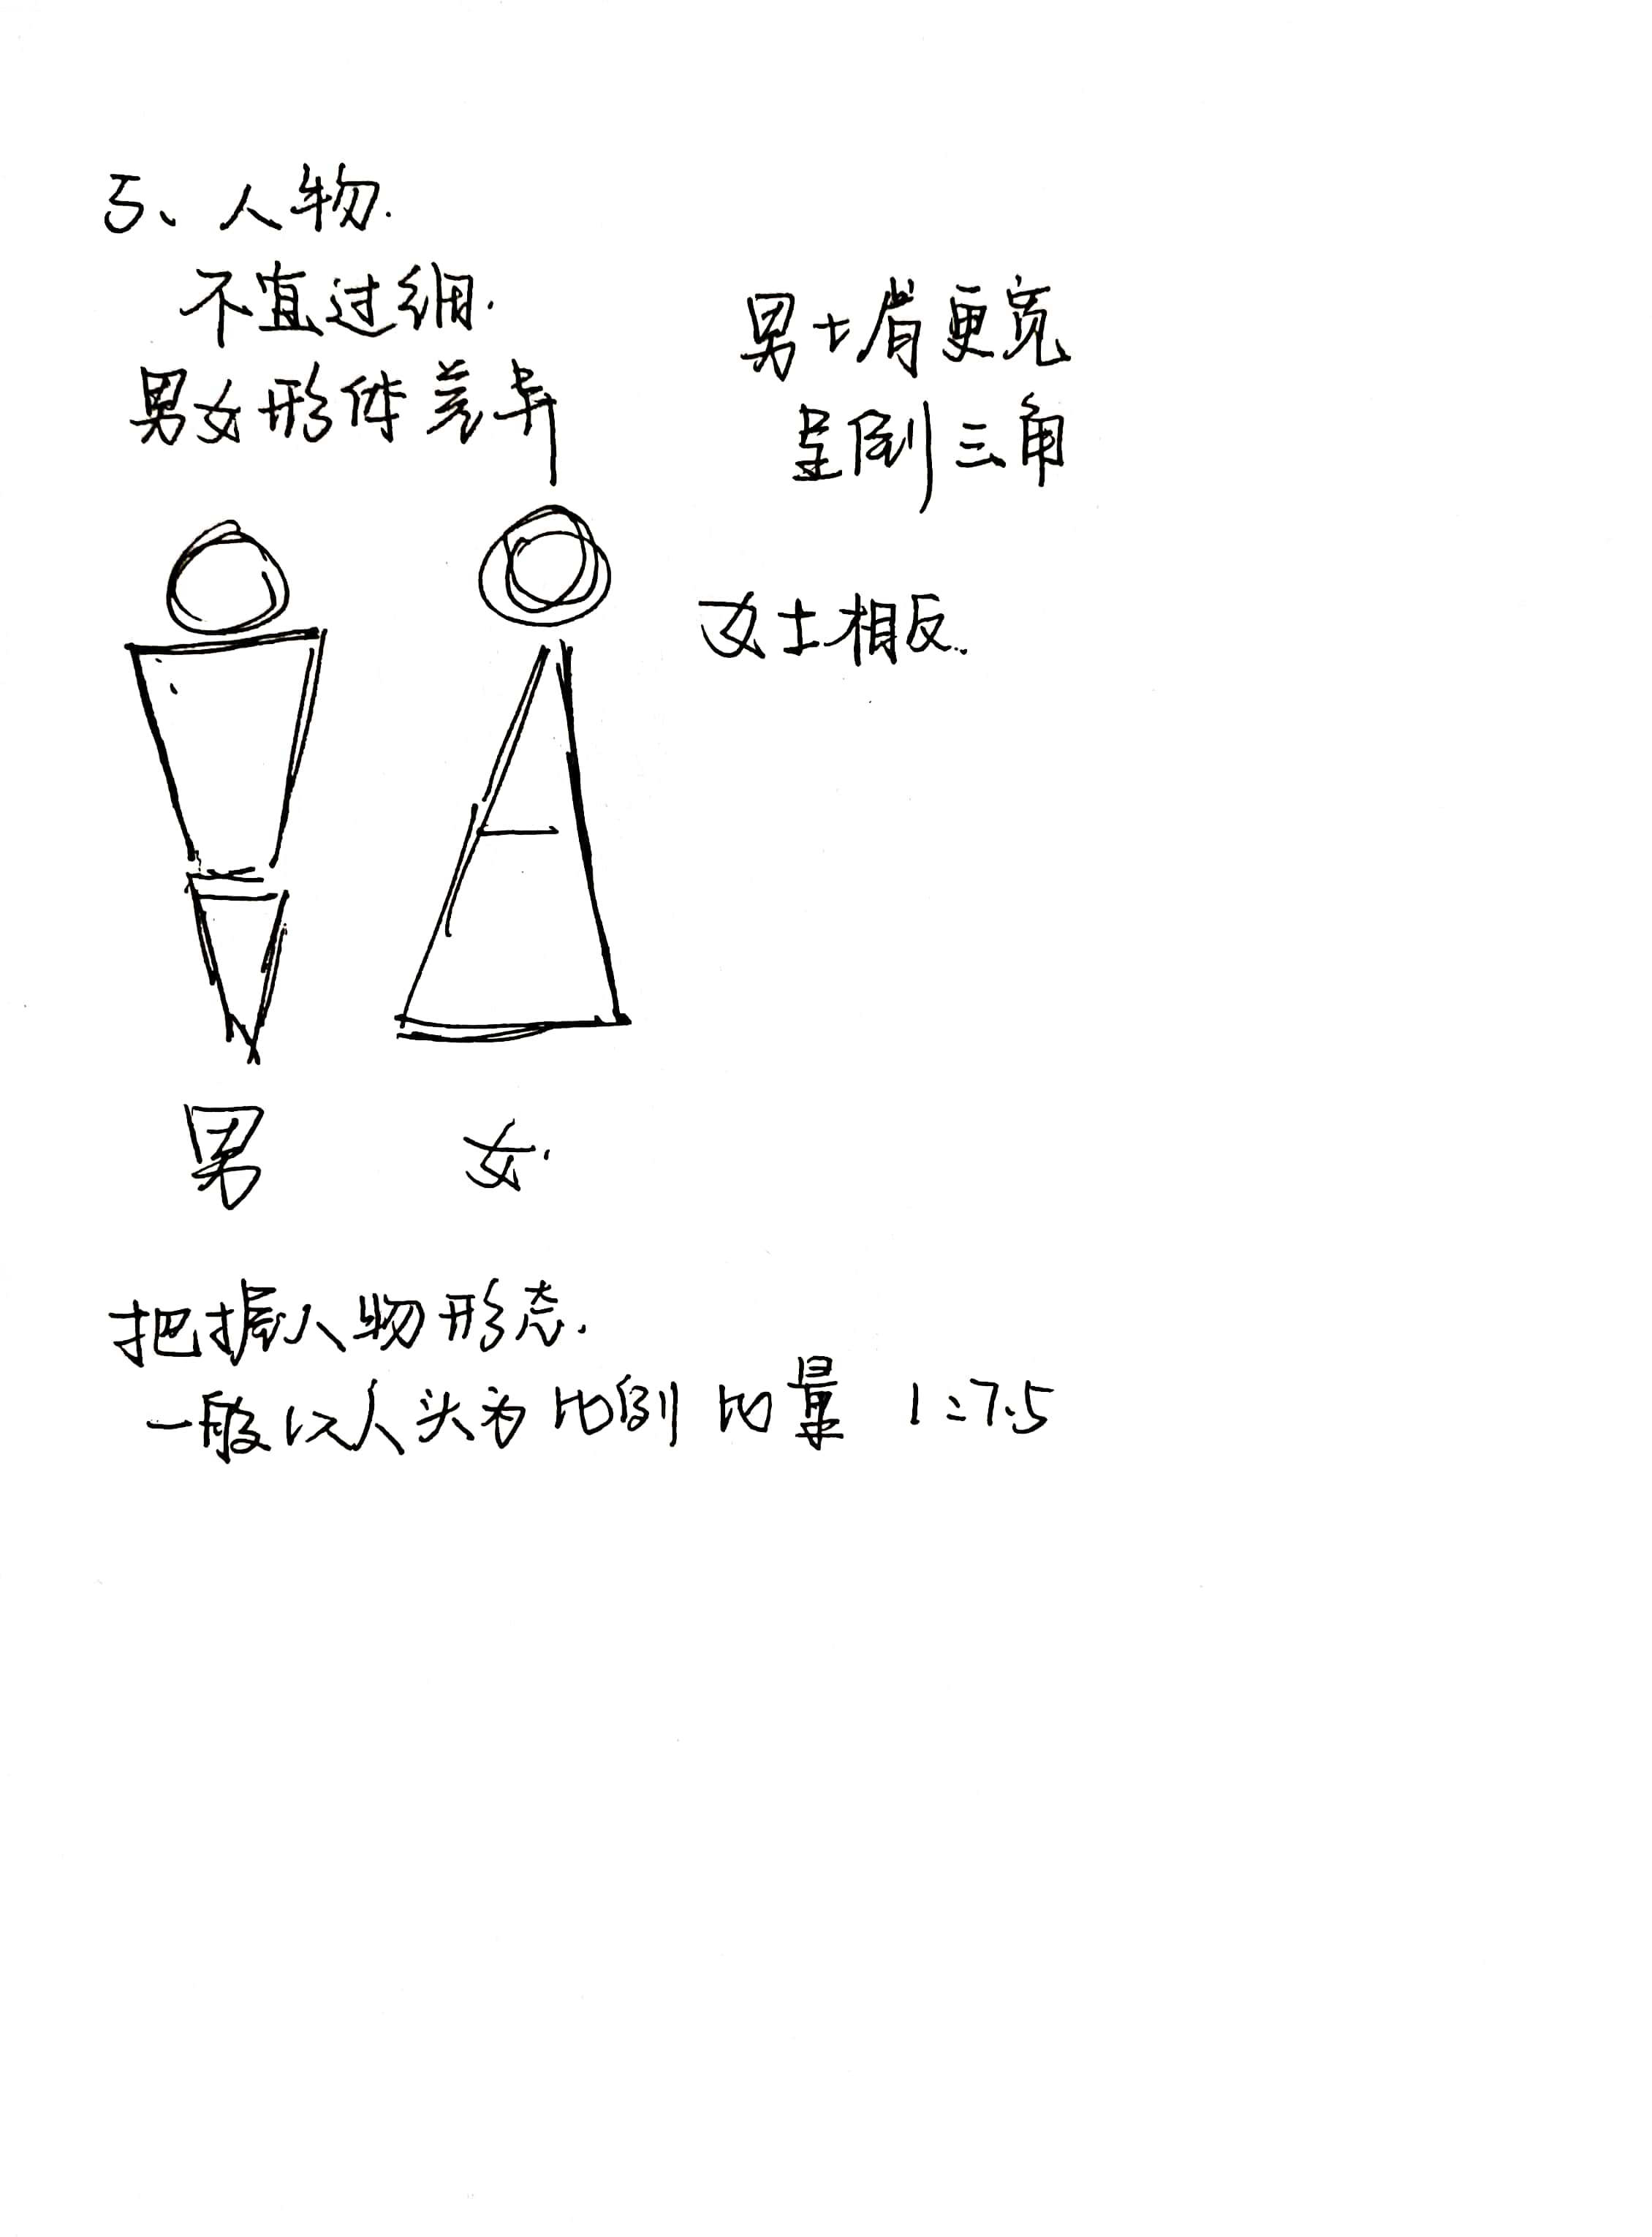 5、人物.
不宜过细.
男女形体差异
男士肩更宽
呈倒三角
女士相反.
男 女.
把握人物形态.
一般以人头为比例 比量 1:7.5